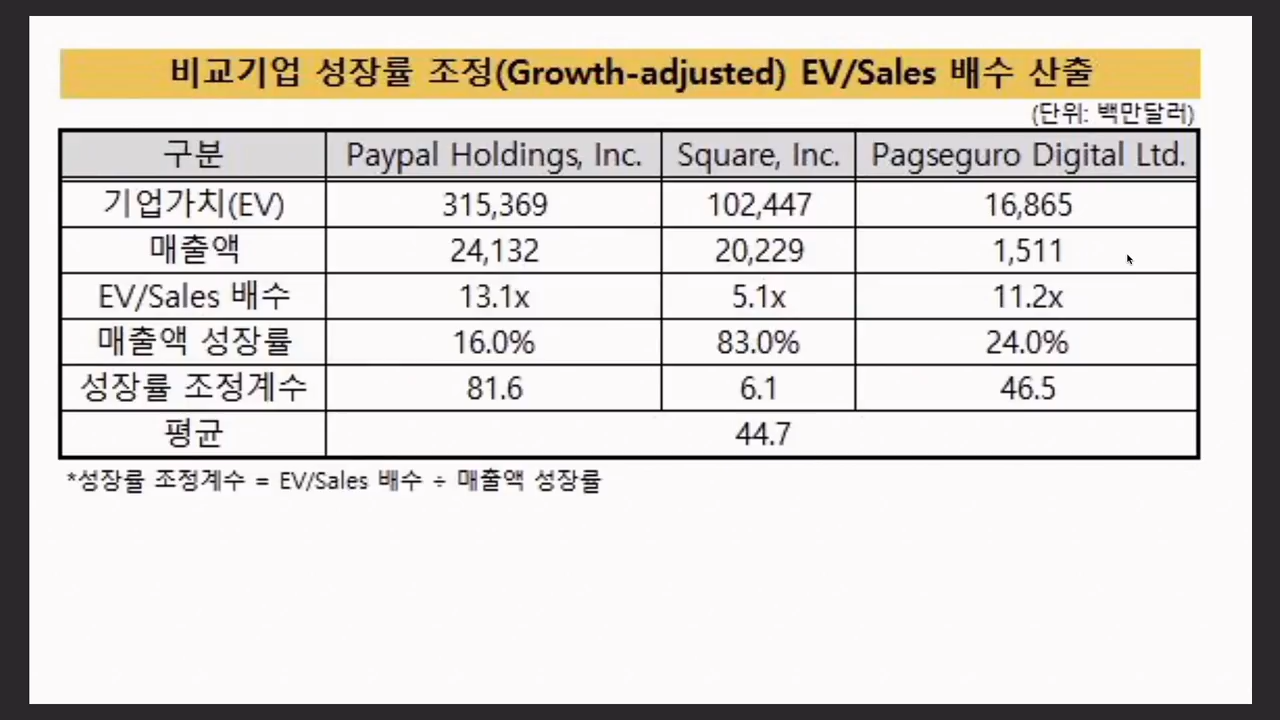 비교기업 성장률 조정(Growth-adjusted) EV/Sales 배수 산출
(단위: 백만달러)
구분 Paypal Holdings, Inc. Square, Inc. Pagseguro Digital Ltd.
기업가치(EV) 315,369 102,447 16,865
매출액 24,132 20,229 1,511
EV/Sales 배수 13.1x 5.1x 11.2x
매출액 성장률 16.0% 83.0% 24.0%
성장률 조정계수 81.6 6.1 46.5
평균 44.7
*성장률 조정계수 = EV/Sales 배수 ÷ 매출액 성장률